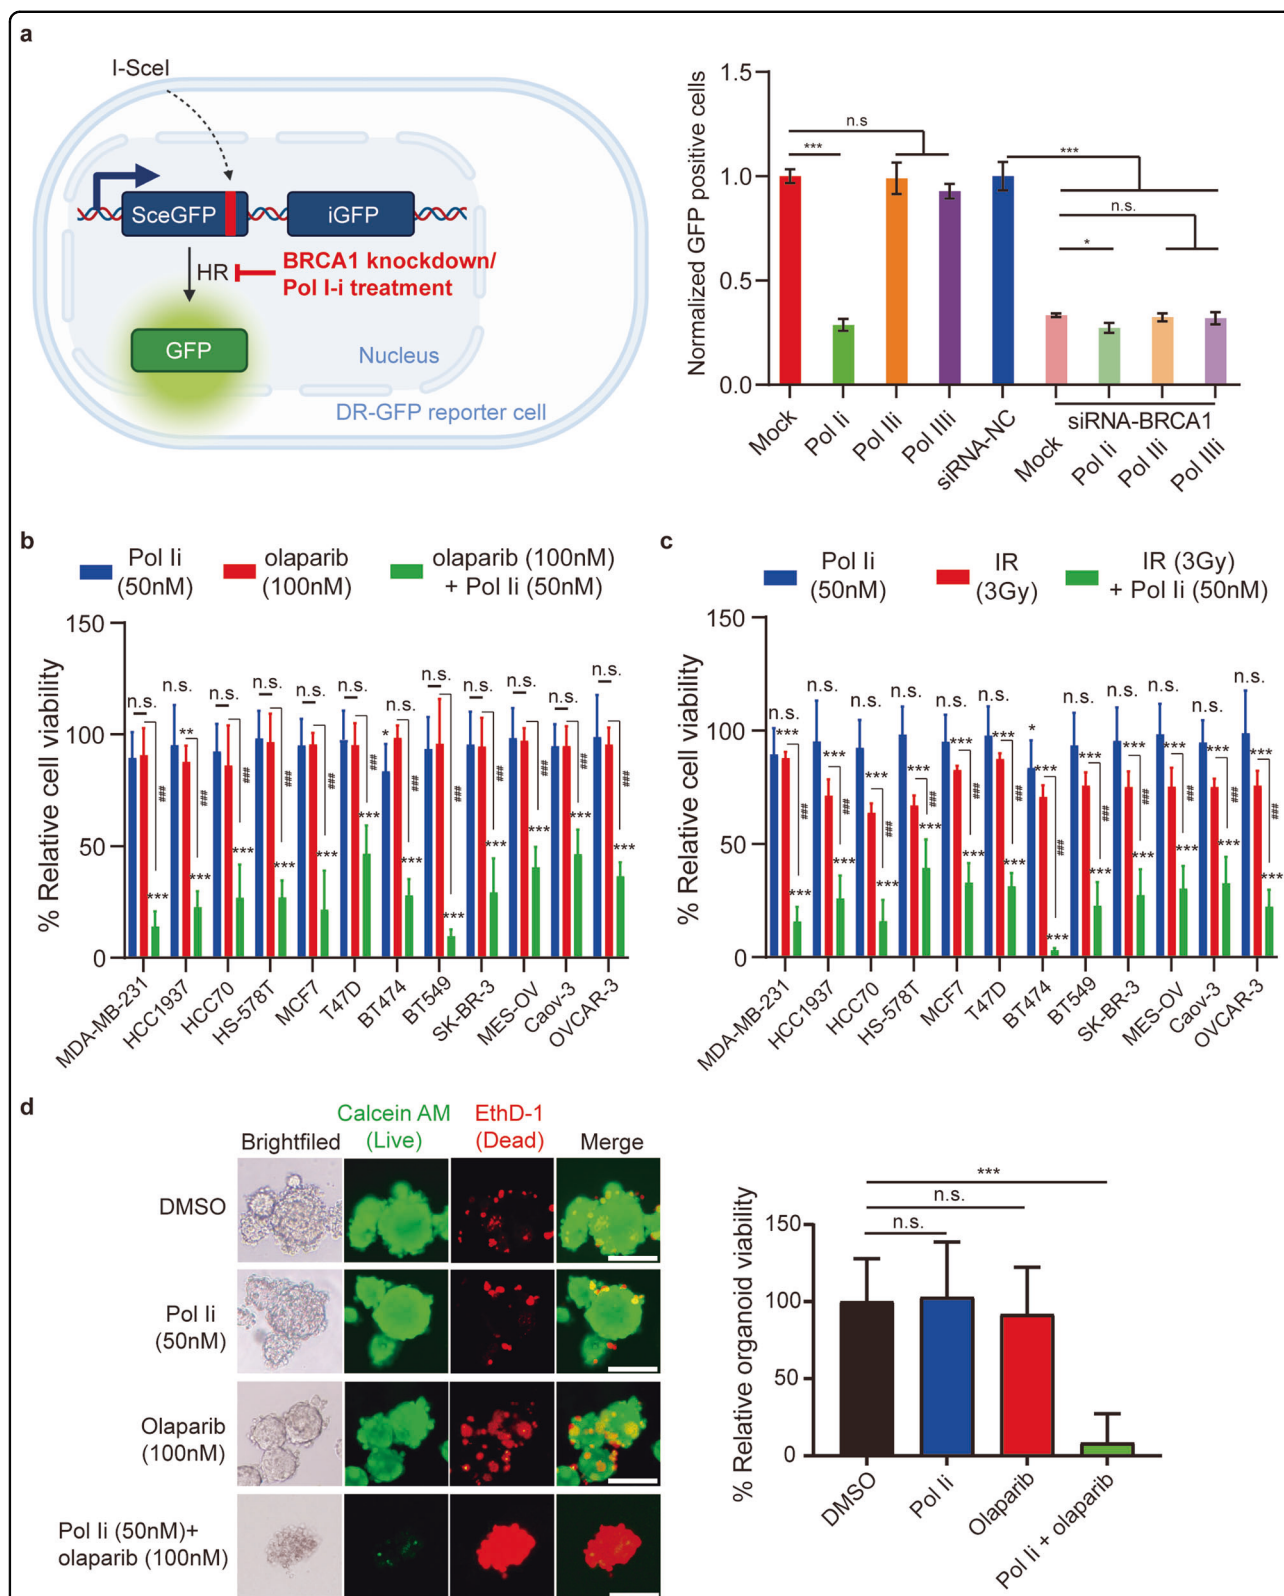 a
I-SceI
SceGFP
iGFP
HR
BRCA1 knockdown/
Pol I-i treatment
GFP
Nucleus
DR-GFP reporter cell
Normalized GFP positive cells
1.5
1.0
0.5
0.0
n.s
***
***
n.s.
*
Mock
Pol Ii
Pol IIi
Pol IIIi
siRNA-NC
siRNA-BRCA1
Mock
Pol Ii
Pol IIi
Pol IIIi
b
Pol Ii
(50nM)
olaparib
(100nM)
olaparib (100nM)
+ Pol Ii (50nM)
% Relative cell viability
150
100
50
0
n.s. n.s. n.s. n.s. n.s. n.s. n.s. n.s. n.s. n.s. n.s. n.s.
** *
### ### ### ### ### ### ### ### ### ### ### ###
*** *** *** *** *** *** *** *** *** *** *** ***
MDA-MB-231
HCC1937
HCC70
HS-578T
MCF7
T47D
BT474
BT549
SK-BR-3
MES-OV
Caov-3
OVCAR-3
c
Pol Ii
(50nM)
IR
(3Gy)
IR (3Gy)
+ Pol Ii (50nM)
% Relative cell viability
150
100
50
0
n.s. n.s. n.s. n.s. n.s. n.s. * n.s. n.s. n.s. n.s. n.s.
*** *** *** *** *** *** *** *** *** *** *** ***
### ### ### ### ### ### ### ### ### ### ### ###
*** *** *** *** *** *** *** *** *** *** *** ***
MDA-MB-231
HCC1937
HCC70
HS-578T
MCF7
T47D
BT474
BT549
SK-BR-3
MES-OV
Caov-3
OVCAR-3
d
Brightfiled
Calcein AM
(Live)
EthD-1
(Dead)
Merge
DMSO
Pol Ii
(50nM)
Olaparib
(100nM)
Pol Ii (50nM)+
olaparib (100nM)
% Relative organoid viability
150
100
50
0
***
n.s.
n.s.
DMSO
Pol Ii
Olaparib
Pol Ii + olaparib